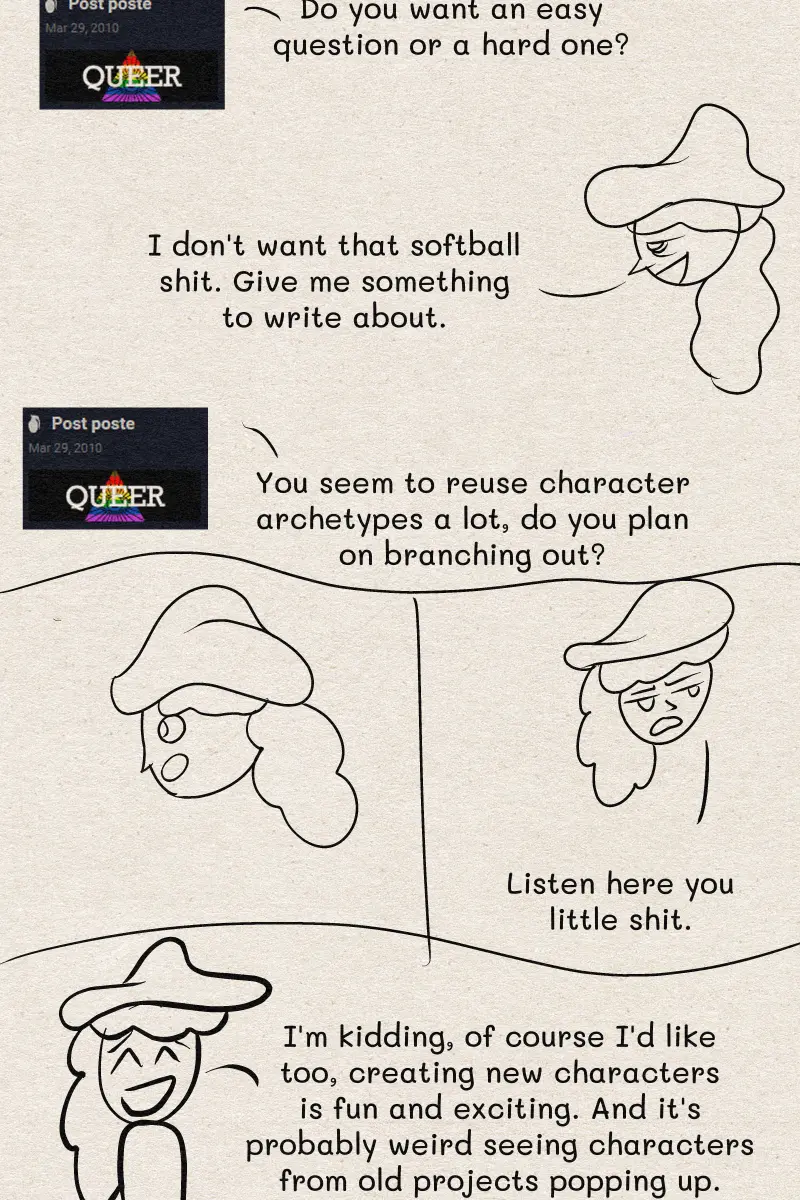 Post poste
Do you want an easy
Mar 29, 2010
question or a hard one?
QUEER
I don't want that softball
shit. Give me something
to write about.
Post poste
Mar 29, 2010
QUEER
You seem to reuse character
archetypes a lot, do you plan
on branching out?
Listen here you
little shit.
I'm kidding, of course I'd like
too, creating new characters
is fun and exciting. And it's
probably weird seeing characters
from old projects popping up.